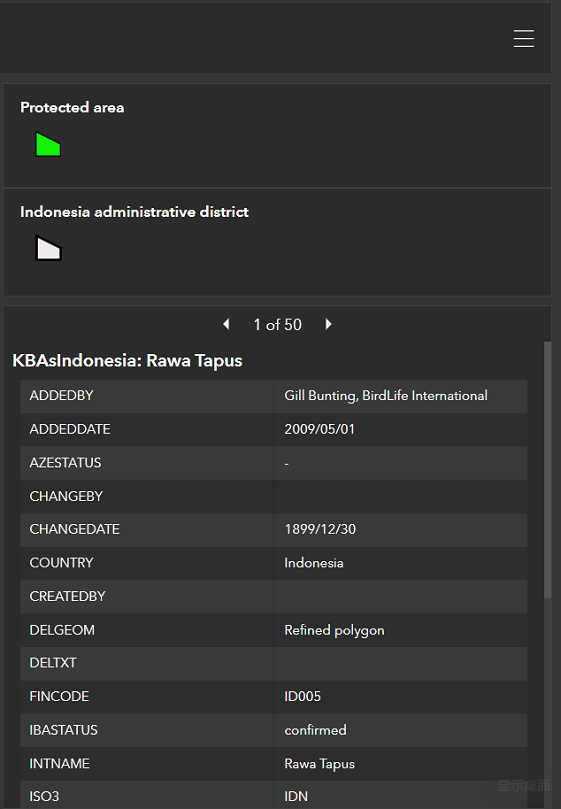 Protected area
Indonesia administrative district
1 of 50
KBAsIndonesia: Rawa Tapus
ADDEDBY Gill Bunting, BirdLife International
ADDEDDATE 2009/05/01
AZESTATUS -
CHANGEBY
CHANGEDATE 1899/12/30
COUNTRY Indonesia
CREATEDBY
DELGEOM Refined polygon
DELTXT
FINCODE ID005
IBASTATUS confirmed
INTNAME Rawa Tapus
显示桌面
ISO3 IDN